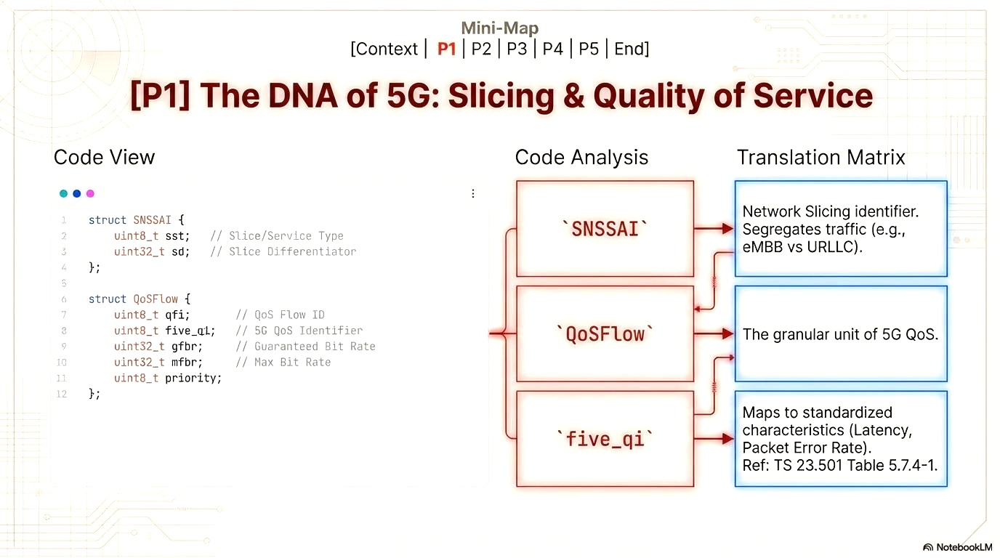 Mini-Map
[Context | P1 | P2 | P3 | P4 | P5 | End]
[P1] The DNA of 5G: Slicing & Quality of Service
Code View
1 struct SNSSAI {
2 uint8_t sst; // Slice/Service Type
3 uint32_t sd; // Slice Differentiator
4 };
5
6 struct QoSFlow {
7 uint8_t qfi; // QoS Flow ID
8 uint8_t five_qi; // 5G QoS Identifier
9 uint32_t gfbr; // Guaranteed Bit Rate
10 uint32_t mfbr; // Max Bit Rate
11 uint8_t priority;
12 };
Code Analysis
`SNSSAI`
`QoSFlow`
`five_qi`
Translation Matrix
Network Slicing identifier.
Segregates traffic (e.g.,
eMBB vs URLLC).
The granular unit of 5G QoS.
Maps to standardized
characteristics (Latency,
Packet Error Rate).
Ref: TS 23.501 Table 5.7.4-1.
NotebookLM